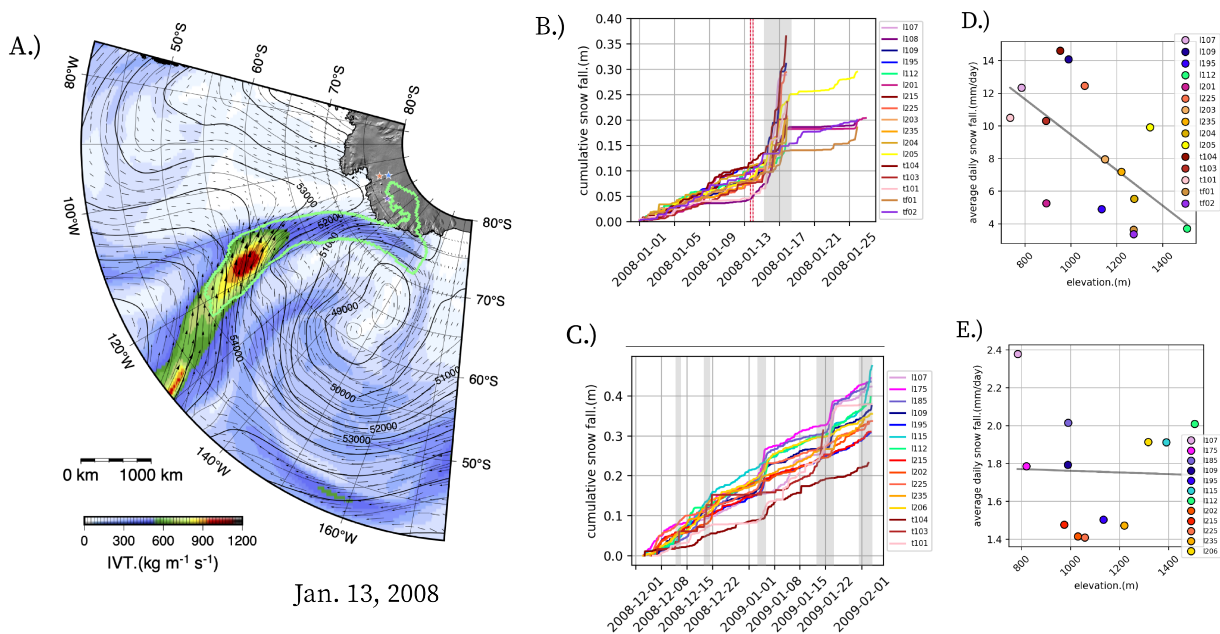 A.)
50°S
60°S
70°S
80°S
80°W
100°W
120°W
140°W
160°W
80°S
70°S
60°S
50°S
53000
52000
51000
49000
54000
50000
51000
52000
53000
0 km 1000 km
0 300 600 900 1200
IVT.(kg m⁻¹ s⁻¹)
Jan. 13, 2008
B.)
cumulative snow fall.(m)
0.40
0.35
0.30
0.25
0.20
0.15
0.10
0.05
0.00
2008-01-01
2008-01-05
2008-01-09
2008-01-13
2008-01-17
2008-01-21
2008-01-25
l107
l108
l109
l195
l112
l201
l215
l225
l203
l235
l204
l205
t104
t103
t101
tf01
tf02
C.)
cumulative snow fall.(m)
0.4
0.3
0.2
0.1
0.0
2008-12-01
2008-12-08
2008-12-15
2008-12-22
2009-01-01
2009-01-08
2009-01-15
2009-01-22
2009-02-01
l107
l175
l185
l109
l195
l115
l112
l215
l202
l225
l235
l206
t104
t103
t101
D.)
average daily snow fall.(mm/day)
14
12
10
8
6
4
800
1000
1200
1400
elevation.(m)
l107
l109
l195
l112
l201
l225
l203
l235
l204
l205
t104
t103
t101
tf01
tf02
E.)
average daily snow fall.(mm/day)
2.4
2.2
2.0
1.8
1.6
1.4
800
1000
1200
1400
elevation.(m)
l107
l175
l185
l109
l195
l115
l112
l202
l215
l225
l235
l206